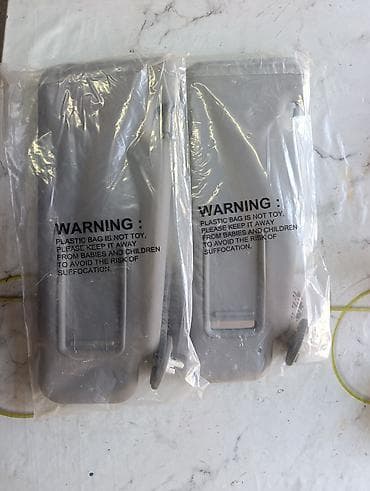 WARNING :
PLASTIC BAG IS NOT TOY,
PLEASE KEEP IT AWAY
FROM BABIES AND CHILDREN
TO AVOID THE RISK OF
SUFFOCATION.
WARNING :
PLASTIC BAG IS NOT TOY,
PLEASE KEEP IT AWAY
FROM BABIES AND CHILDREN
TO AVOID THE RISK OF
SUFFOCATION.